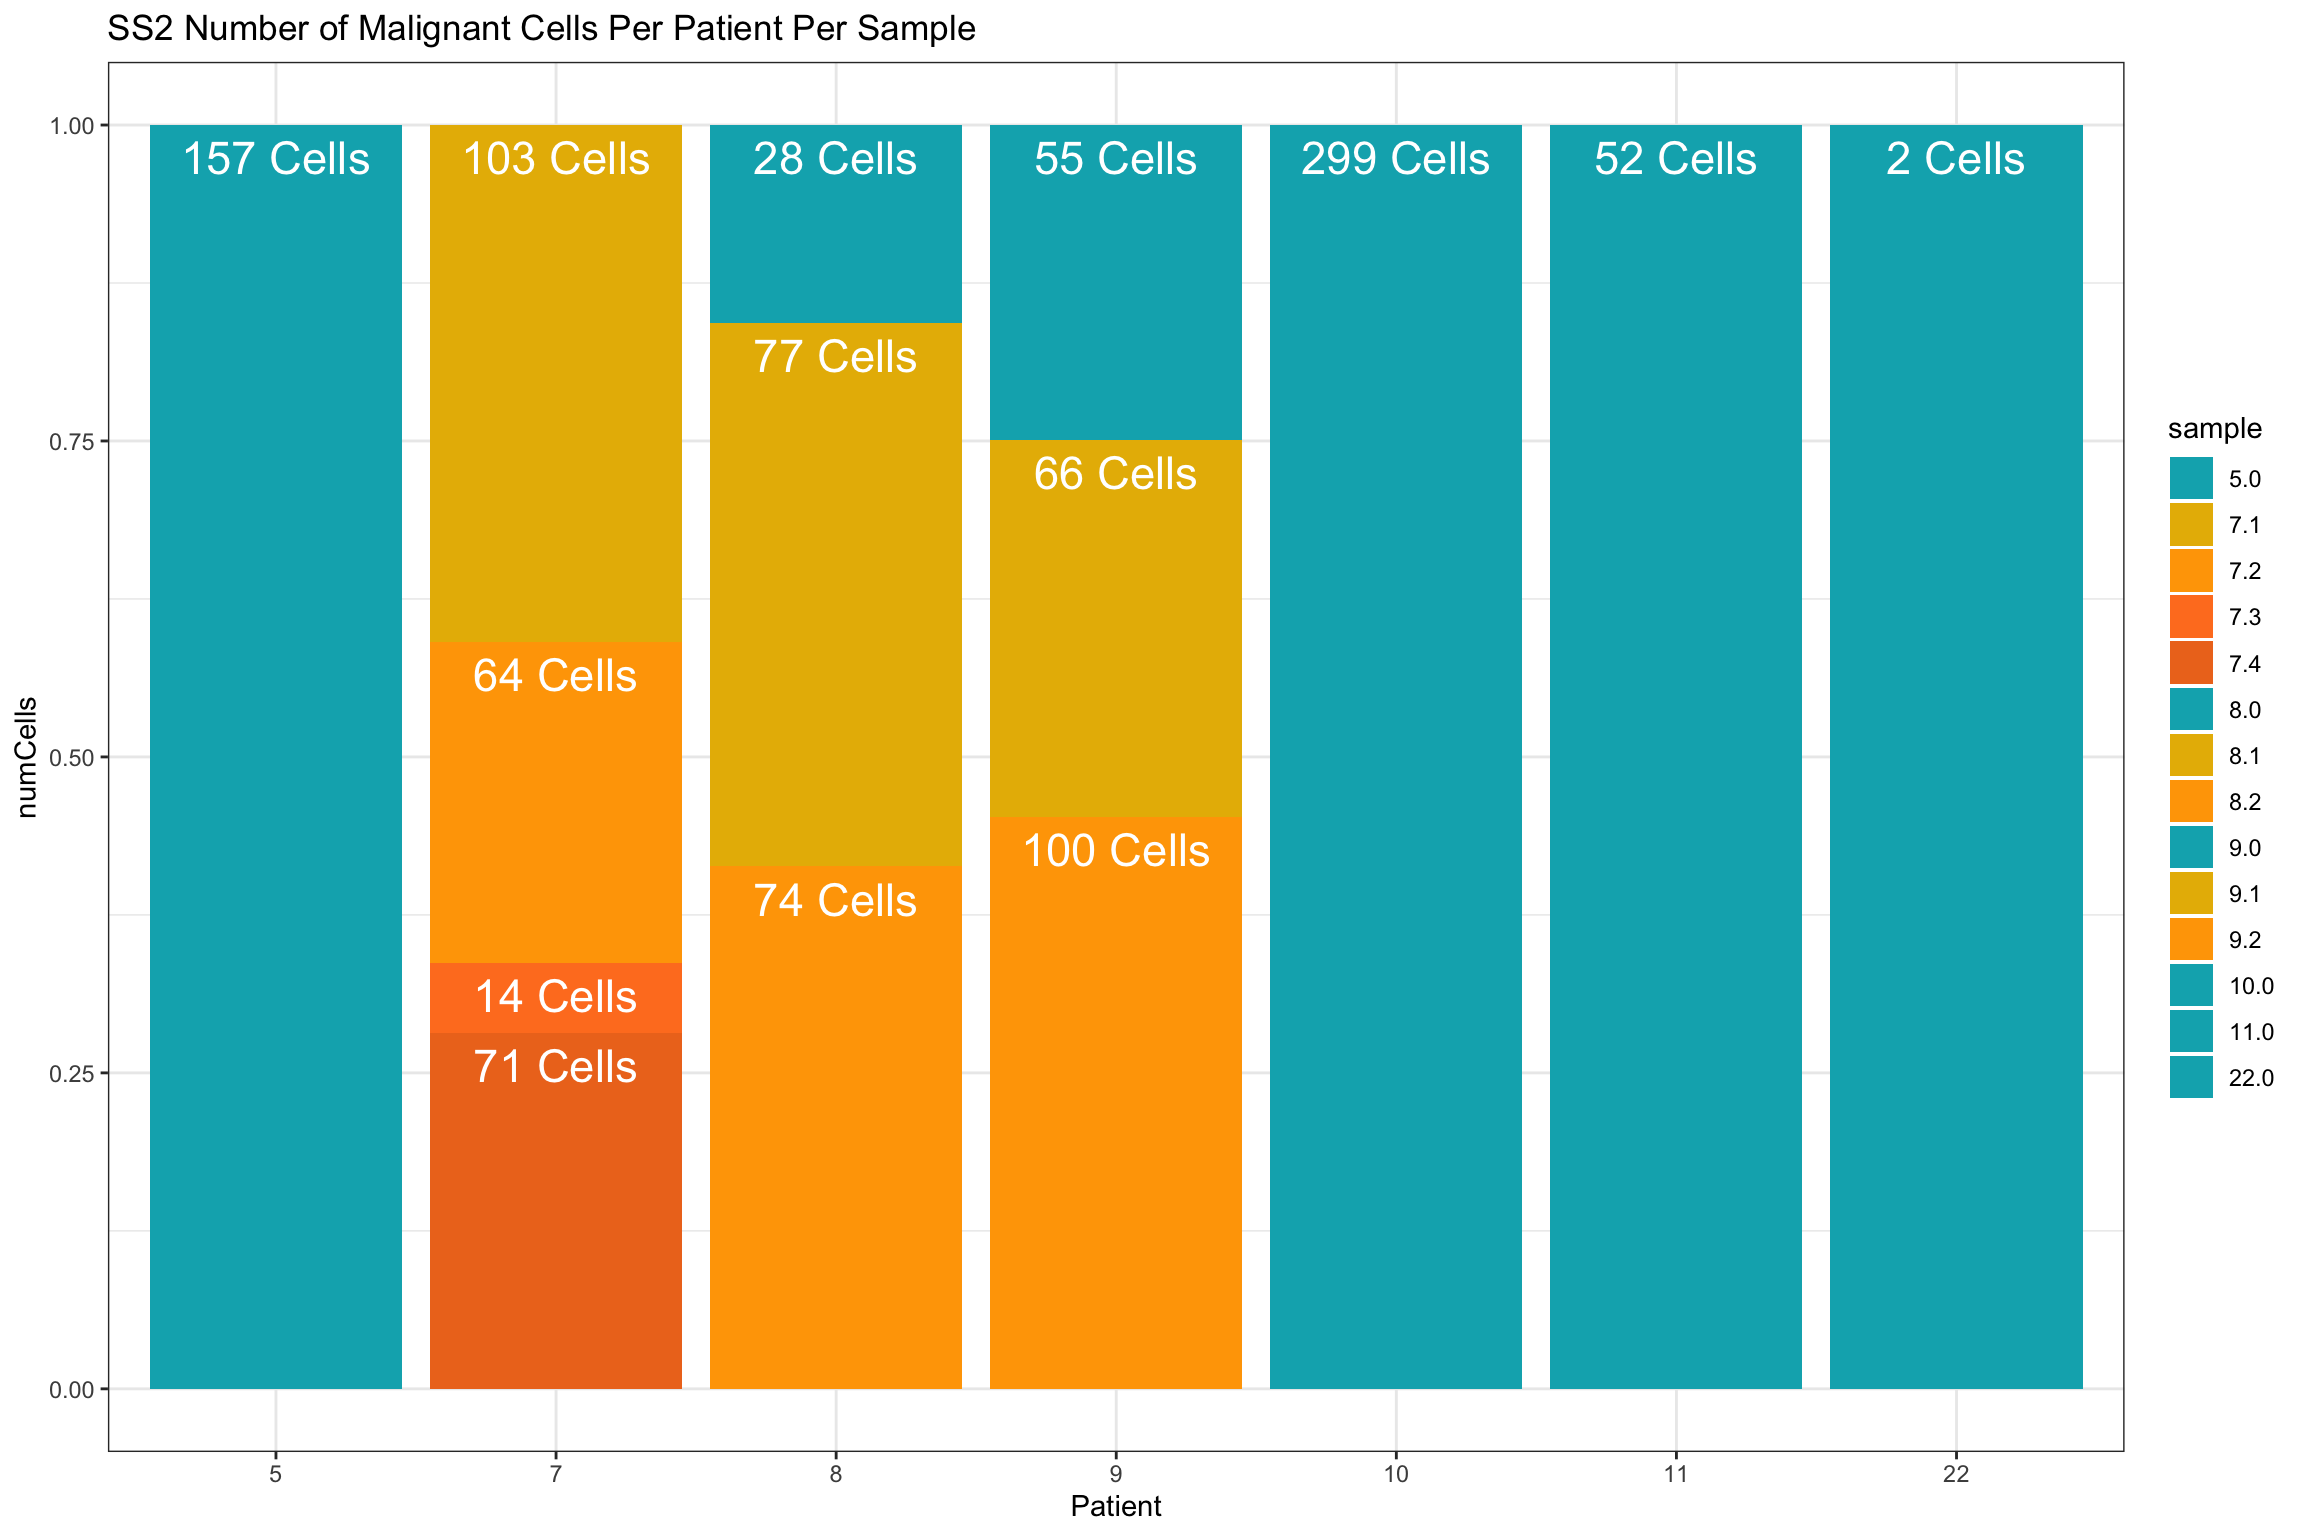 SS2 Number of Malignant Cells Per Patient Per Sample
numCells
1.00
0.75
0.50
0.25
0.00
157 Cells
103 Cells
64 Cells
14 Cells
71 Cells
28 Cells
77 Cells
74 Cells
55 Cells
66 Cells
100 Cells
299 Cells
52 Cells
2 Cells
5 7 8 9 10 11 22
Patient
sample
5.0
7.1
7.2
7.3
7.4
8.0
8.1
8.2
9.0
9.1
9.2
10.0
11.0
22.0